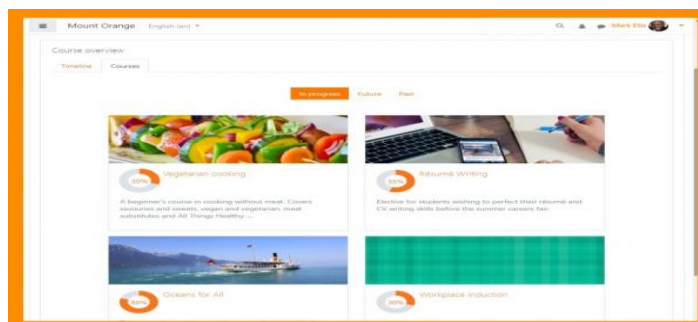 Mount Orange English (en)
Mark Ellis
Course overview
Timeline Courses
In progress Future Past
Vegetarian cooking
Résumé Writing
A beginner's course in cooking without meat. Covers
savouries and sweets, vegan and vegetarian, meat
substitutes and All Things Healthy...
Elective for students wishing to perfect their résumé and
CV writing skills before the summer careers fair.
Oceans for All
Workplace Induction